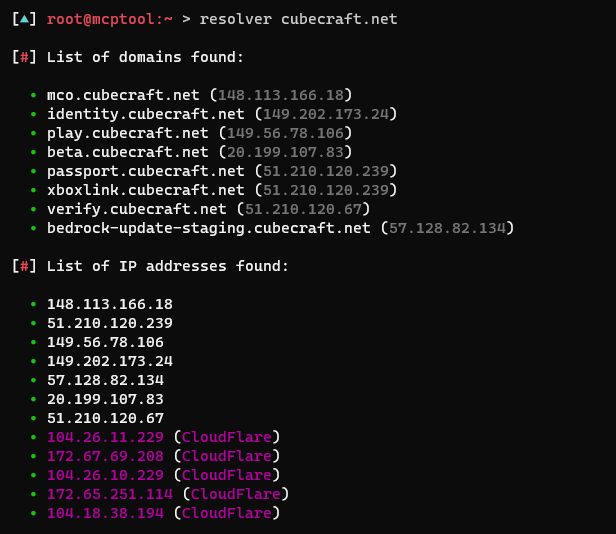 [▲] root@mcptool:~ > resolver cubecraft.net
[#] List of domains found:
• mco.cubecraft.net (148.113.166.18)
• identity.cubecraft.net (149.202.173.24)
• play.cubecraft.net (149.56.78.106)
• beta.cubecraft.net (20.199.107.83)
• passport.cubecraft.net (51.210.120.239)
• xboxlink.cubecraft.net (51.210.120.239)
• verify.cubecraft.net (51.210.120.67)
• bedrock-update-staging.cubecraft.net (57.128.82.134)
[#] List of IP addresses found:
• 148.113.166.18
• 51.210.120.239
• 149.56.78.106
• 149.202.173.24
• 57.128.82.134
• 20.199.107.83
• 51.210.120.67
• 104.26.11.229 (CloudFlare)
• 172.67.69.208 (CloudFlare)
• 104.26.10.229 (CloudFlare)
• 172.65.251.114 (CloudFlare)
• 104.18.38.194 (CloudFlare)